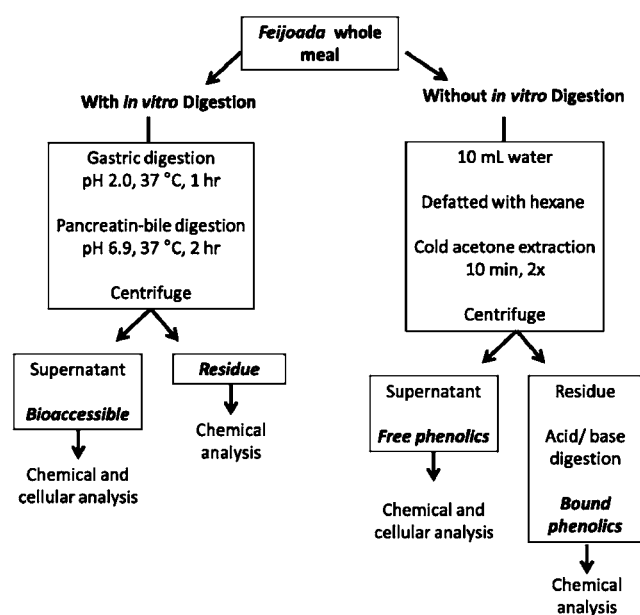 Feijoada whole
meal
With in vitro Digestion
Gastric digestion
pH 2.0, 37 °C, 1 hr
Pancreatin-bile digestion
pH 6.9, 37 °C, 2 hr
Centrifuge
Supernatant
Bioaccessible
Chemical and
cellular analysis
Residue
Chemical
analysis
Without in vitro Digestion
10 mL water
Defatted with hexane
Cold acetone extraction
10 min, 2x
Centrifuge
Supernatant
Free phenolics
Chemical and
cellular analysis
Residue
Acid/ base
digestion
Bound
phenolics
Chemical
analysis